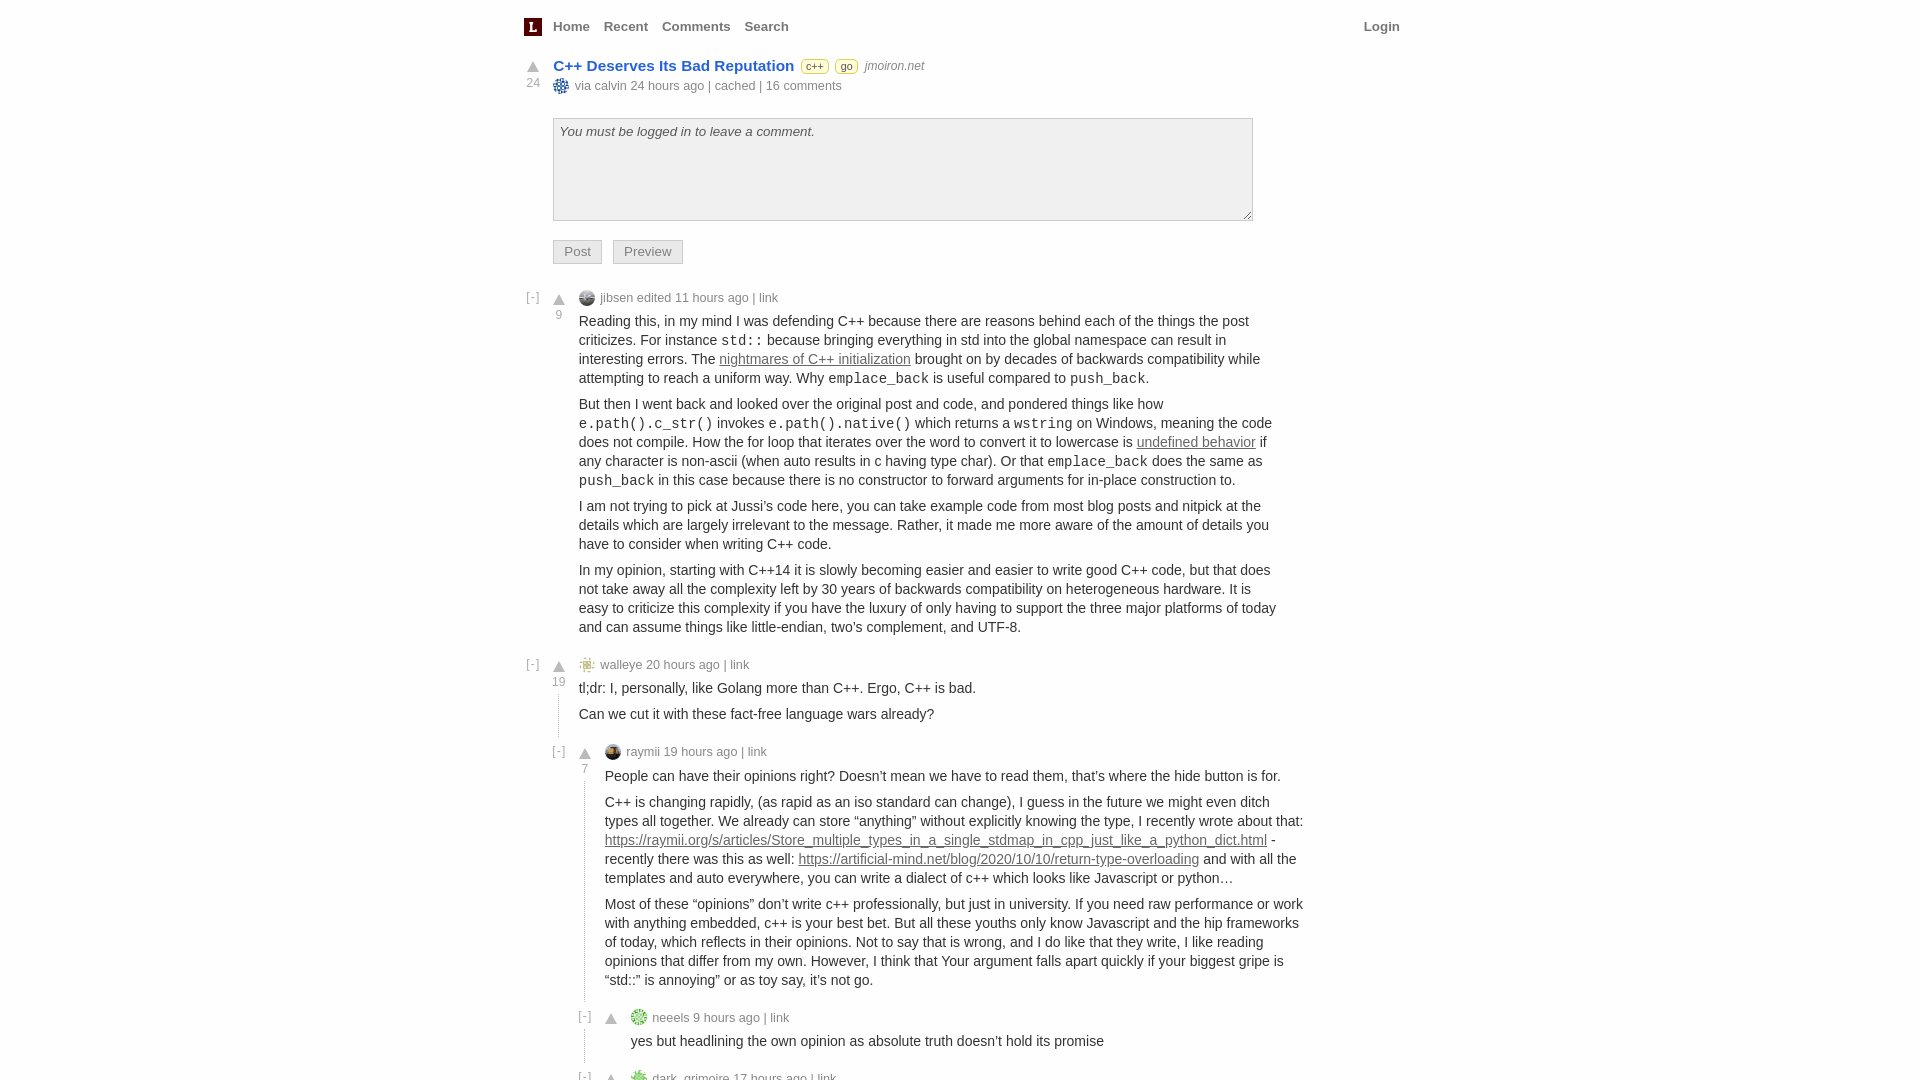 L Home Recent Comments Search Login
C++ Deserves Its Bad Reputation c++ go jmoiron.net
24
via calvin 24 hours ago | cached | 16 comments
You must be logged in to leave a comment.
Post Preview
[-] jibsen edited 11 hours ago | link
9
Reading this, in my mind I was defending C++ because there are reasons behind each of the things the post
criticizes. For instance std:: because bringing everything in std into the global namespace can result in
interesting errors. The nightmares of C++ initialization brought on by decades of backwards compatibility while
attempting to reach a uniform way. Why emplace_back is useful compared to push_back.
But then I went back and looked over the original post and code, and pondered things like how
e.path().c_str() invokes e.path().native() which returns a wstring on Windows, meaning the code
does not compile. How the for loop that iterates over the word to convert it to lowercase is undefined behavior if
any character is non-ascii (when auto results in c having type char). Or that emplace_back does the same as
push_back in this case because there is no constructor to forward arguments for in-place construction to.
I am not trying to pick at Jussi’s code here, you can take example code from most blog posts and nitpick at the
details which are largely irrelevant to the message. Rather, it made me more aware of the amount of details you
have to consider when writing C++ code.
In my opinion, starting with C++14 it is slowly becoming easier and easier to write good C++ code, but that does
not take away all the complexity left by 30 years of backwards compatibility on heterogeneous hardware. It is
easy to criticize this complexity if you have the luxury of only having to support the three major platforms of today
and can assume things like little-endian, two’s complement, and UTF-8.
[-] walleye 20 hours ago | link
19
tl;dr: I, personally, like Golang more than C++. Ergo, C++ is bad.
Can we cut it with these fact-free language wars already?
[-] raymii 19 hours ago | link
7
People can have their opinions right? Doesn’t mean we have to read them, that’s where the hide button is for.
C++ is changing rapidly, (as rapid as an iso standard can change), I guess in the future we might even ditch
types all together. We already can store “anything” without explicitly knowing the type, I recently wrote about that:
https://raymii.org/s/articles/Store_multiple_types_in_a_single_stdmap_in_cpp_just_like_a_python_dict.html -
recently there was this as well: https://artificial-mind.net/blog/2020/10/10/return-type-overloading and with all the
templates and auto everywhere, you can write a dialect of c++ which looks like Javascript or python…
Most of these “opinions” don’t write c++ professionally, but just in university. If you need raw performance or work
with anything embedded, c++ is your best bet. But all these youths only know Javascript and the hip frameworks
of today, which reflects in their opinions. Not to say that is wrong, and I do like that they write, I like reading
opinions that differ from my own. However, I think that Your argument falls apart quickly if your biggest gripe is
“std::” is annoying” or as toy say, it’s not go.
[-] neeels 9 hours ago | link
yes but headlining the own opinion as absolute truth doesn’t hold its promise
[-] dark_grimoire 17 hours ago | link